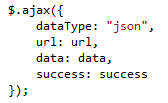 $.ajax({
    dataType: "json",
    url: url,
    data: data,
    success: success
});